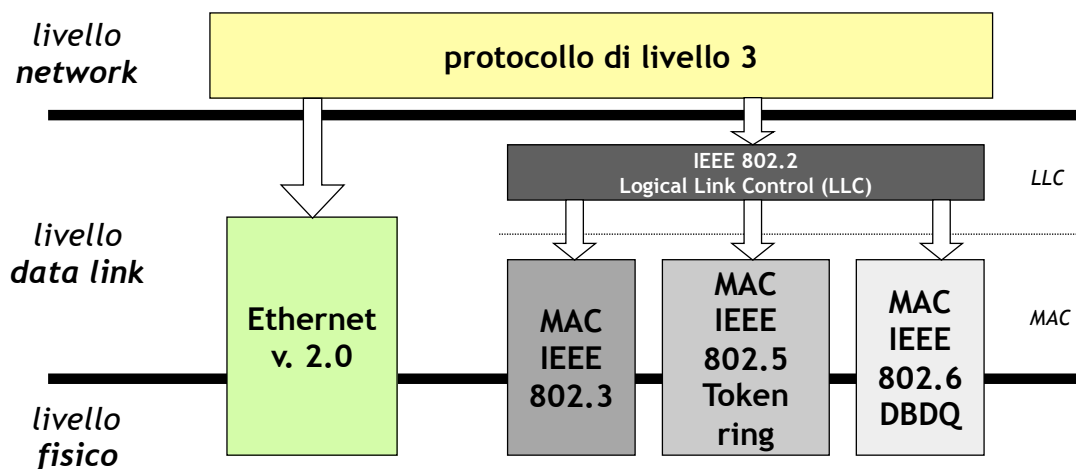 livello
network
protocollo di livello 3
IEEE 802.2
Logical Link Control (LLC)
LLC
livello
data link
Ethernet
v. 2.0
MAC
IEEE
802.3
MAC
IEEE
802.5
Token
ring
MAC
IEEE
802.6
DBDQ
MAC
livello
fisico